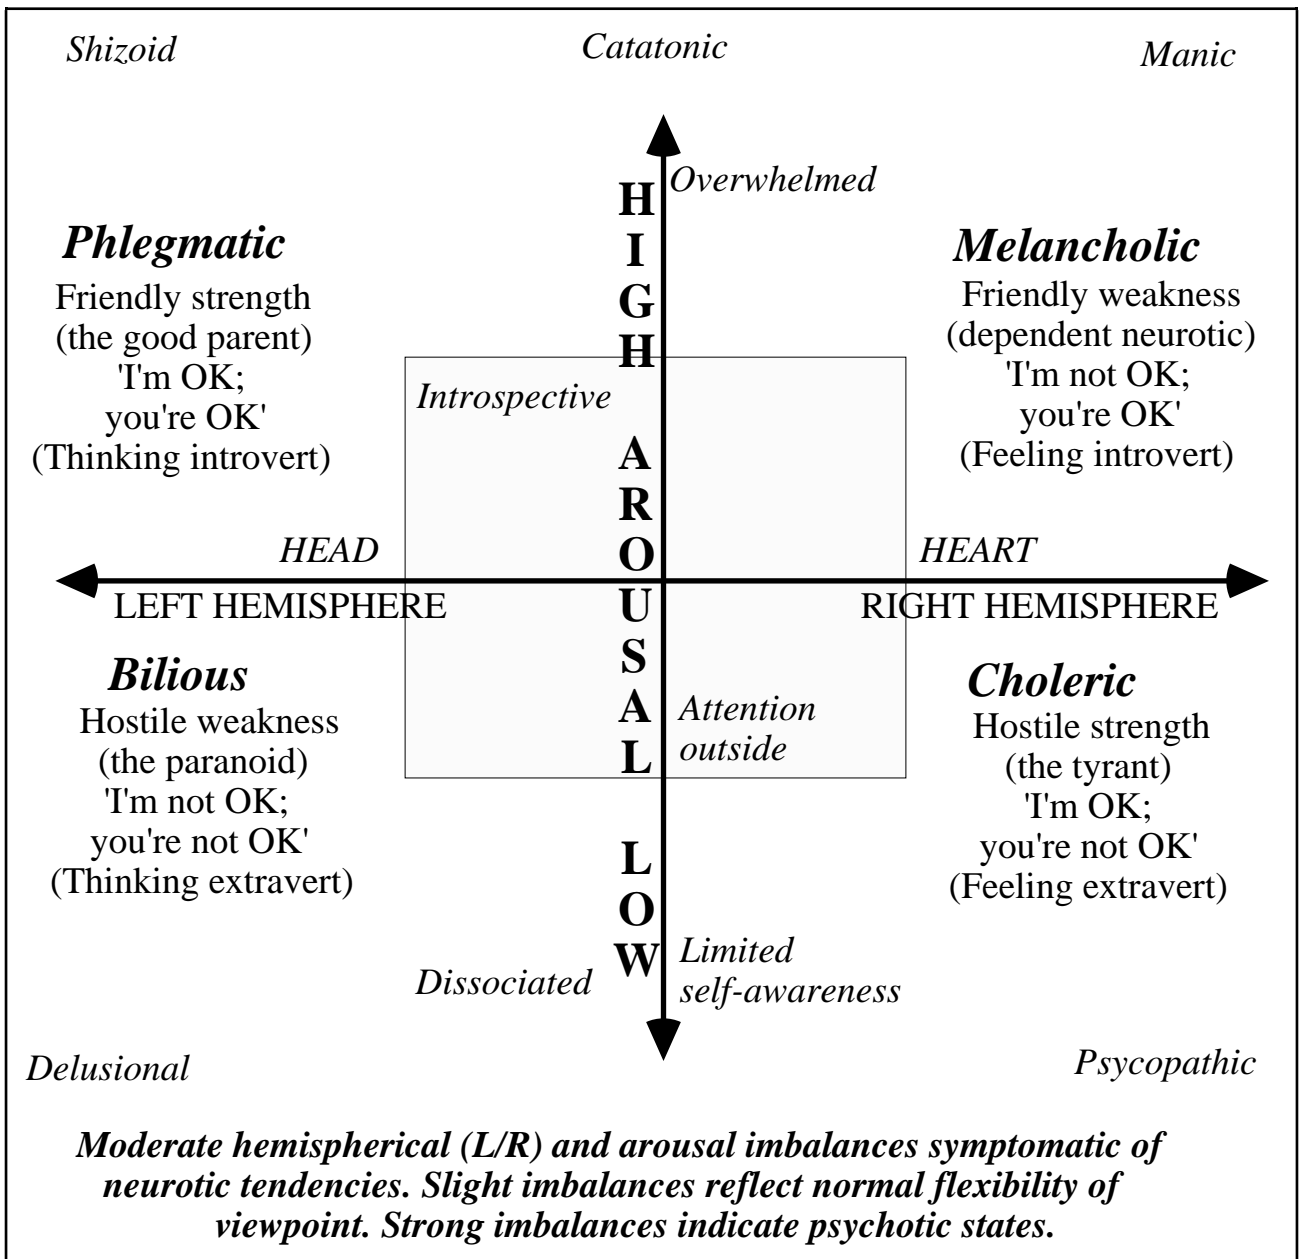 Shizoid
Catatonic
Manic
Overwhelmed
HIGH AROUSAL LOW
Phlegmatic
Friendly strength
(the good parent)
'I'm OK;
you're OK'
(Thinking introvert)
Melancholic
Friendly weakness
(dependent neurotic)
'I'm not OK;
you're OK'
(Feeling introvert)
Introspective
HEAD
HEART
LEFT HEMISPHERE
RIGHT HEMISPHERE
Bilious
Hostile weakness
(the paranoid)
'I'm not OK;
you're not OK'
(Thinking extravert)
Attention
outside
Choleric
Hostile strength
(the tyrant)
'I'm OK;
you're not OK'
(Feeling extravert)
Dissociated
Limited
self-awareness
Delusional
Psycopathic
Moderate hemispherical (L/R) and arousal imbalances symptomatic of
neurotic tendencies. Slight imbalances reflect normal flexibility of
viewpoint. Strong imbalances indicate psychotic states.